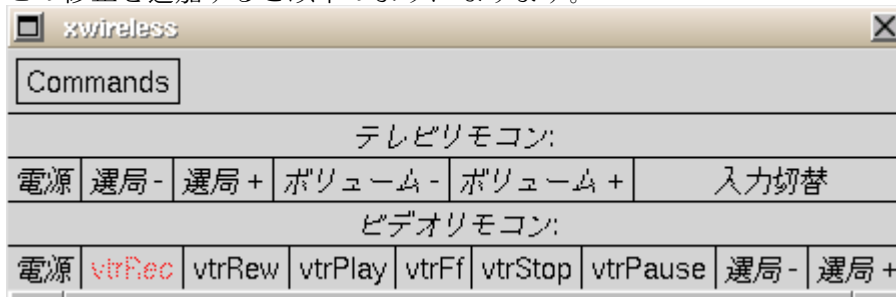 この修正を追加すると以下のようになります。
xwireless
Commands
テレビリモコン:
電源 選局 - 選局 + ボリューム - ボリューム + 入力切替
ビデオリモコン:
電源 vtrRec vtrRew vtrPlay vtrFf vtrStop vtrPause 選局 - 選局 +